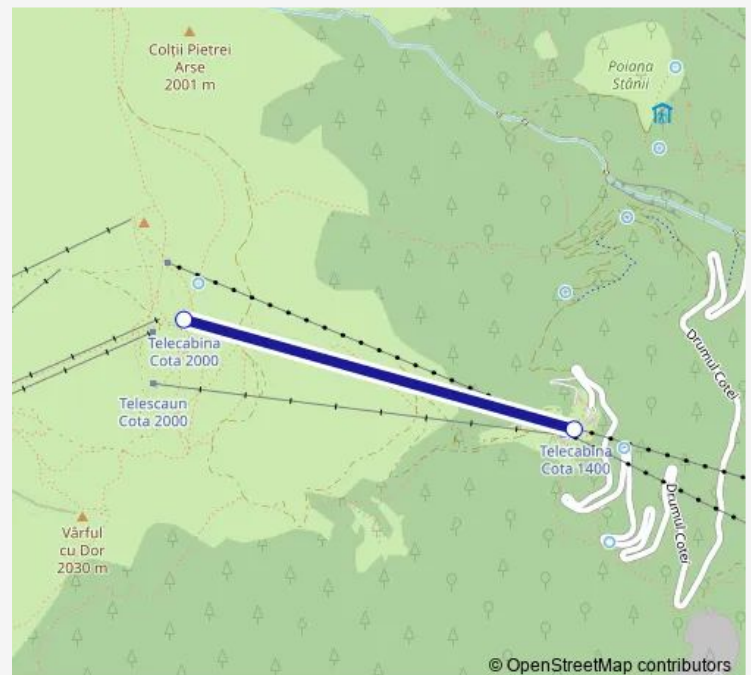 Colții Pietrei
Arse
2001 m
Poiana
Stânii
Telecabina
Cota 2000
Drumul Cotei
Telescaun
Cota 2000
Telecabina
Cota 1400
Drumul Cotei
Vârful
cu Dor
2030 m
© OpenStreetMap contributors